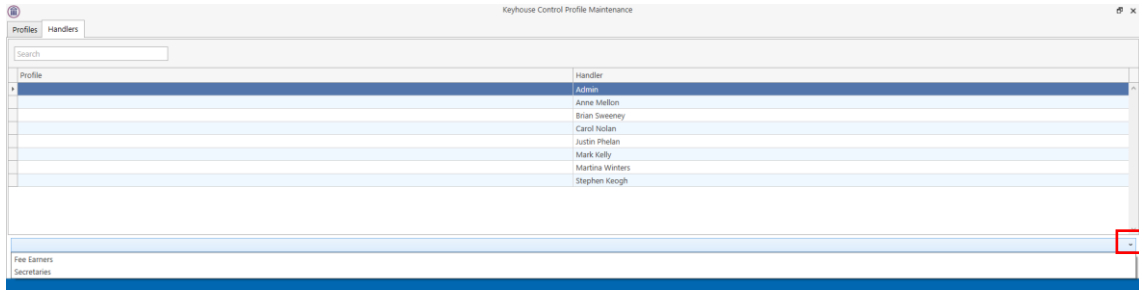 Keyhouse Control Profile Maintenance
Profiles Handlers
Search
Profile Handler
Admin
Anne Mellon
Brian Sweeney
Carol Nolan
Justin Phelan
Mark Kelly
Martina Winters
Stephen Keogh
Fee Earners
Secretaries